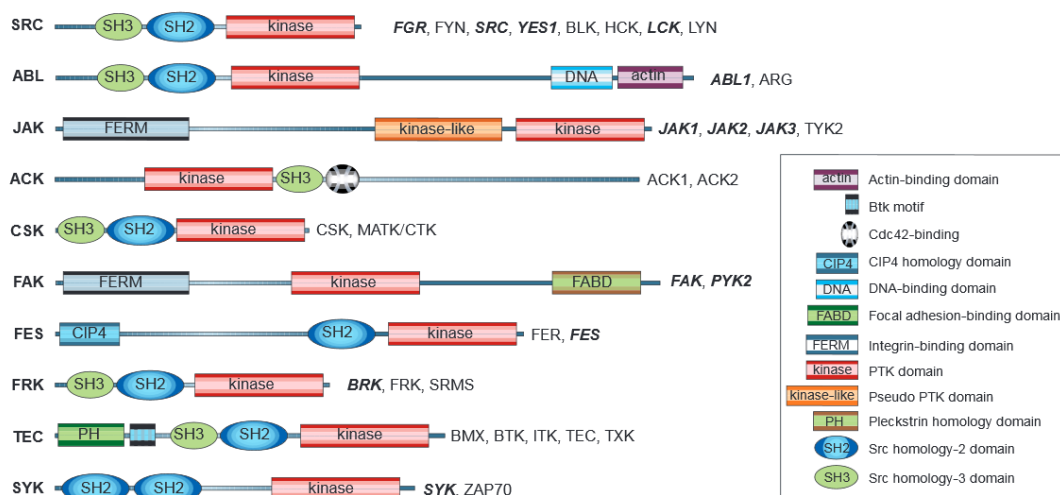 SRC SH3 SH2 kinase FGR, FYN, SRC, YES1, BLK, HCK, LCK, LYN
ABL SH3 SH2 kinase DNA actin ABL1, ARG
JAK FERM kinase-like kinase JAK1, JAK2, JAK3, TYK2
ACK kinase SH3 ACK1, ACK2
CSK SH3 SH2 kinase CSK, MATK/CTK
FAK FERM kinase FABD FAK, PYK2
FES CIP4 SH2 kinase FER, FES
FRK SH3 SH2 kinase BRK, FRK, SRMS
TEC PH SH3 SH2 kinase BMX, BTK, ITK, TEC, TXK
SYK SH2 SH2 kinase SYK, ZAP70
actin Actin-binding domain
Btk motif
Cdc42-binding
CIP4 CIP4 homology domain
DNA DNA-binding domain
FABD Focal adhesion-binding domain
FERM Integrin-binding domain
kinase PTK domain
kinase-like Pseudo PTK domain
PH Pleckstrin homology domain
SH2 Src homology-2 domain
SH3 Src homology-3 domain